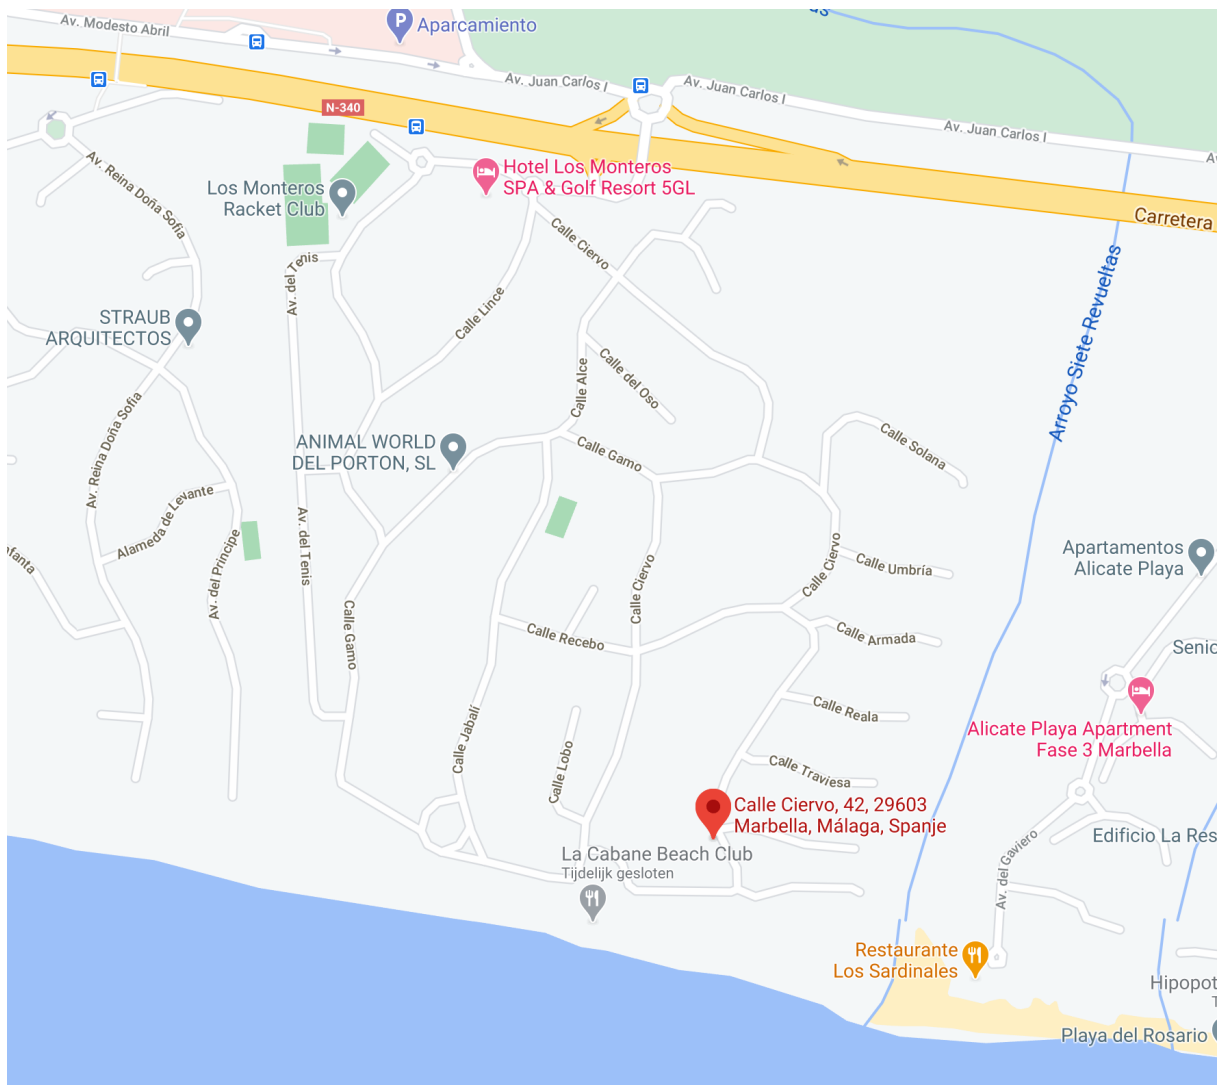 Av. Modesto Abril
P
Aparcamiento
Av. Juan Carlos I
Av. Juan Carlos I
Av. Juan Carlos I
N-340
Hotel Los Monteros
SPA & Golf Resort 5GL
Los Monteros
Racket Club
Av. Reina Doña Sofía
Carretera
Calle Ciervo
Av. del Tenis
Calle Lince
Arroyo Siete Revueltas
STRAUB
ARQUITECTOS
Calle del Oso
Calle Alce
Av. Reina Doña Sofía
ANIMAL WORLD
DEL PORTON, SL
Calle Gamo
Calle Solana
Alameda de Levante
Av. del Tenis
Av. del Príncipe
Calle Ciervo
Calle Ciervo
Calle Umbría
Apartamentos
Alicate Playa
Calle Gamo
Calle Recebo
Calle Armada
Calle Reala
Calle Jabalí
Calle Lobo
Calle Traviesa
Alicate Playa Apartment
Fase 3 Marbella
Calle Ciervo, 42, 29603
Marbella, Málaga, Spanje
La Cabane Beach Club
Tijdelijk gesloten
Edificio La Res
Av. del Gaviero
Restaurante
Los Sardinales
Hipopot
Playa del Rosario